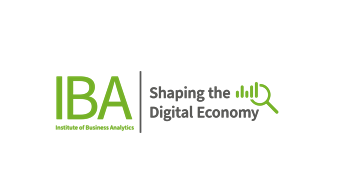 IBA
Institute of Business Analytics
Shaping the
Digital Economy